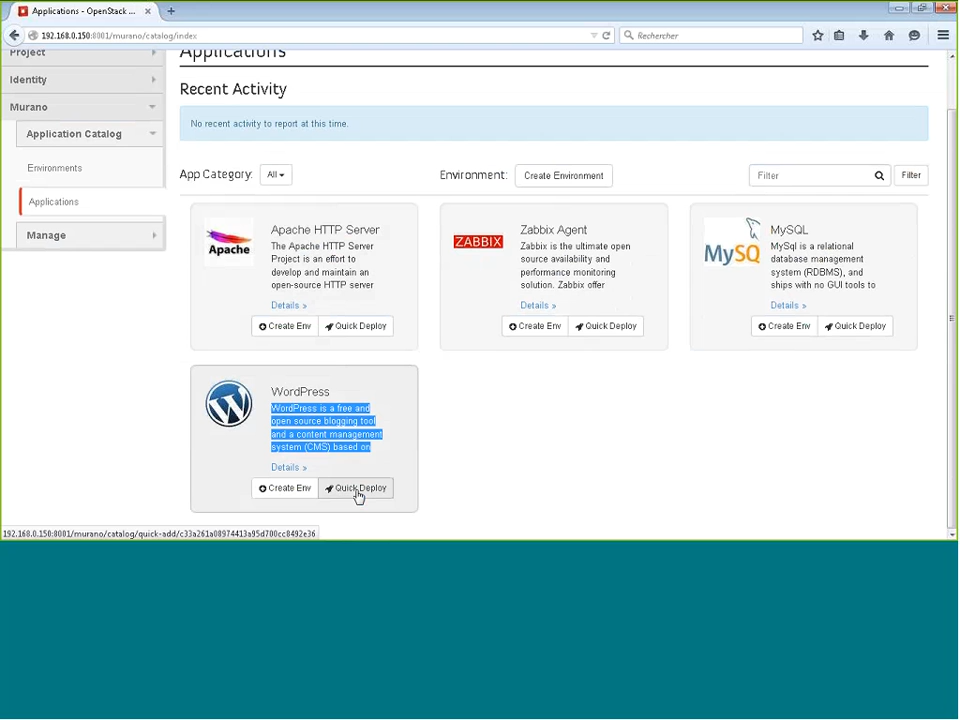 Applications - OpenStack ...
192.168.0.150:8001/murano/catalog/index
Rechercher
Project
Identity
Murano
Application Catalog
Environments
Applications
Manage
Applications
Recent Activity
No recent activity to report at this time.
App Category:
All
Environment:
Create Environment
Filter
Filter
Apache
Apache HTTP Server
The Apache HTTP Server
Project is an effort to
develop and maintain an
open-source HTTP server
Details »
Create Env
Quick Deploy
ZABBIX
Zabbix Agent
Zabbix is the ultimate open
source availability and
performance monitoring
solution. Zabbix offer
Details »
Create Env
Quick Deploy
MySQ
MySQL
MySql is a relational
database management
system (RDBMS), and
ships with no GUI tools to
Details »
Create Env
Quick Deploy
W
WordPress
WordPress is a free and
open source blogging tool
and a content management
system (CMS) based on
Details »
Create Env
Quick Deploy
192.168.0.150:8001/murano/catalog/quick-add/c33a261a08974413a95d700cc8492e36